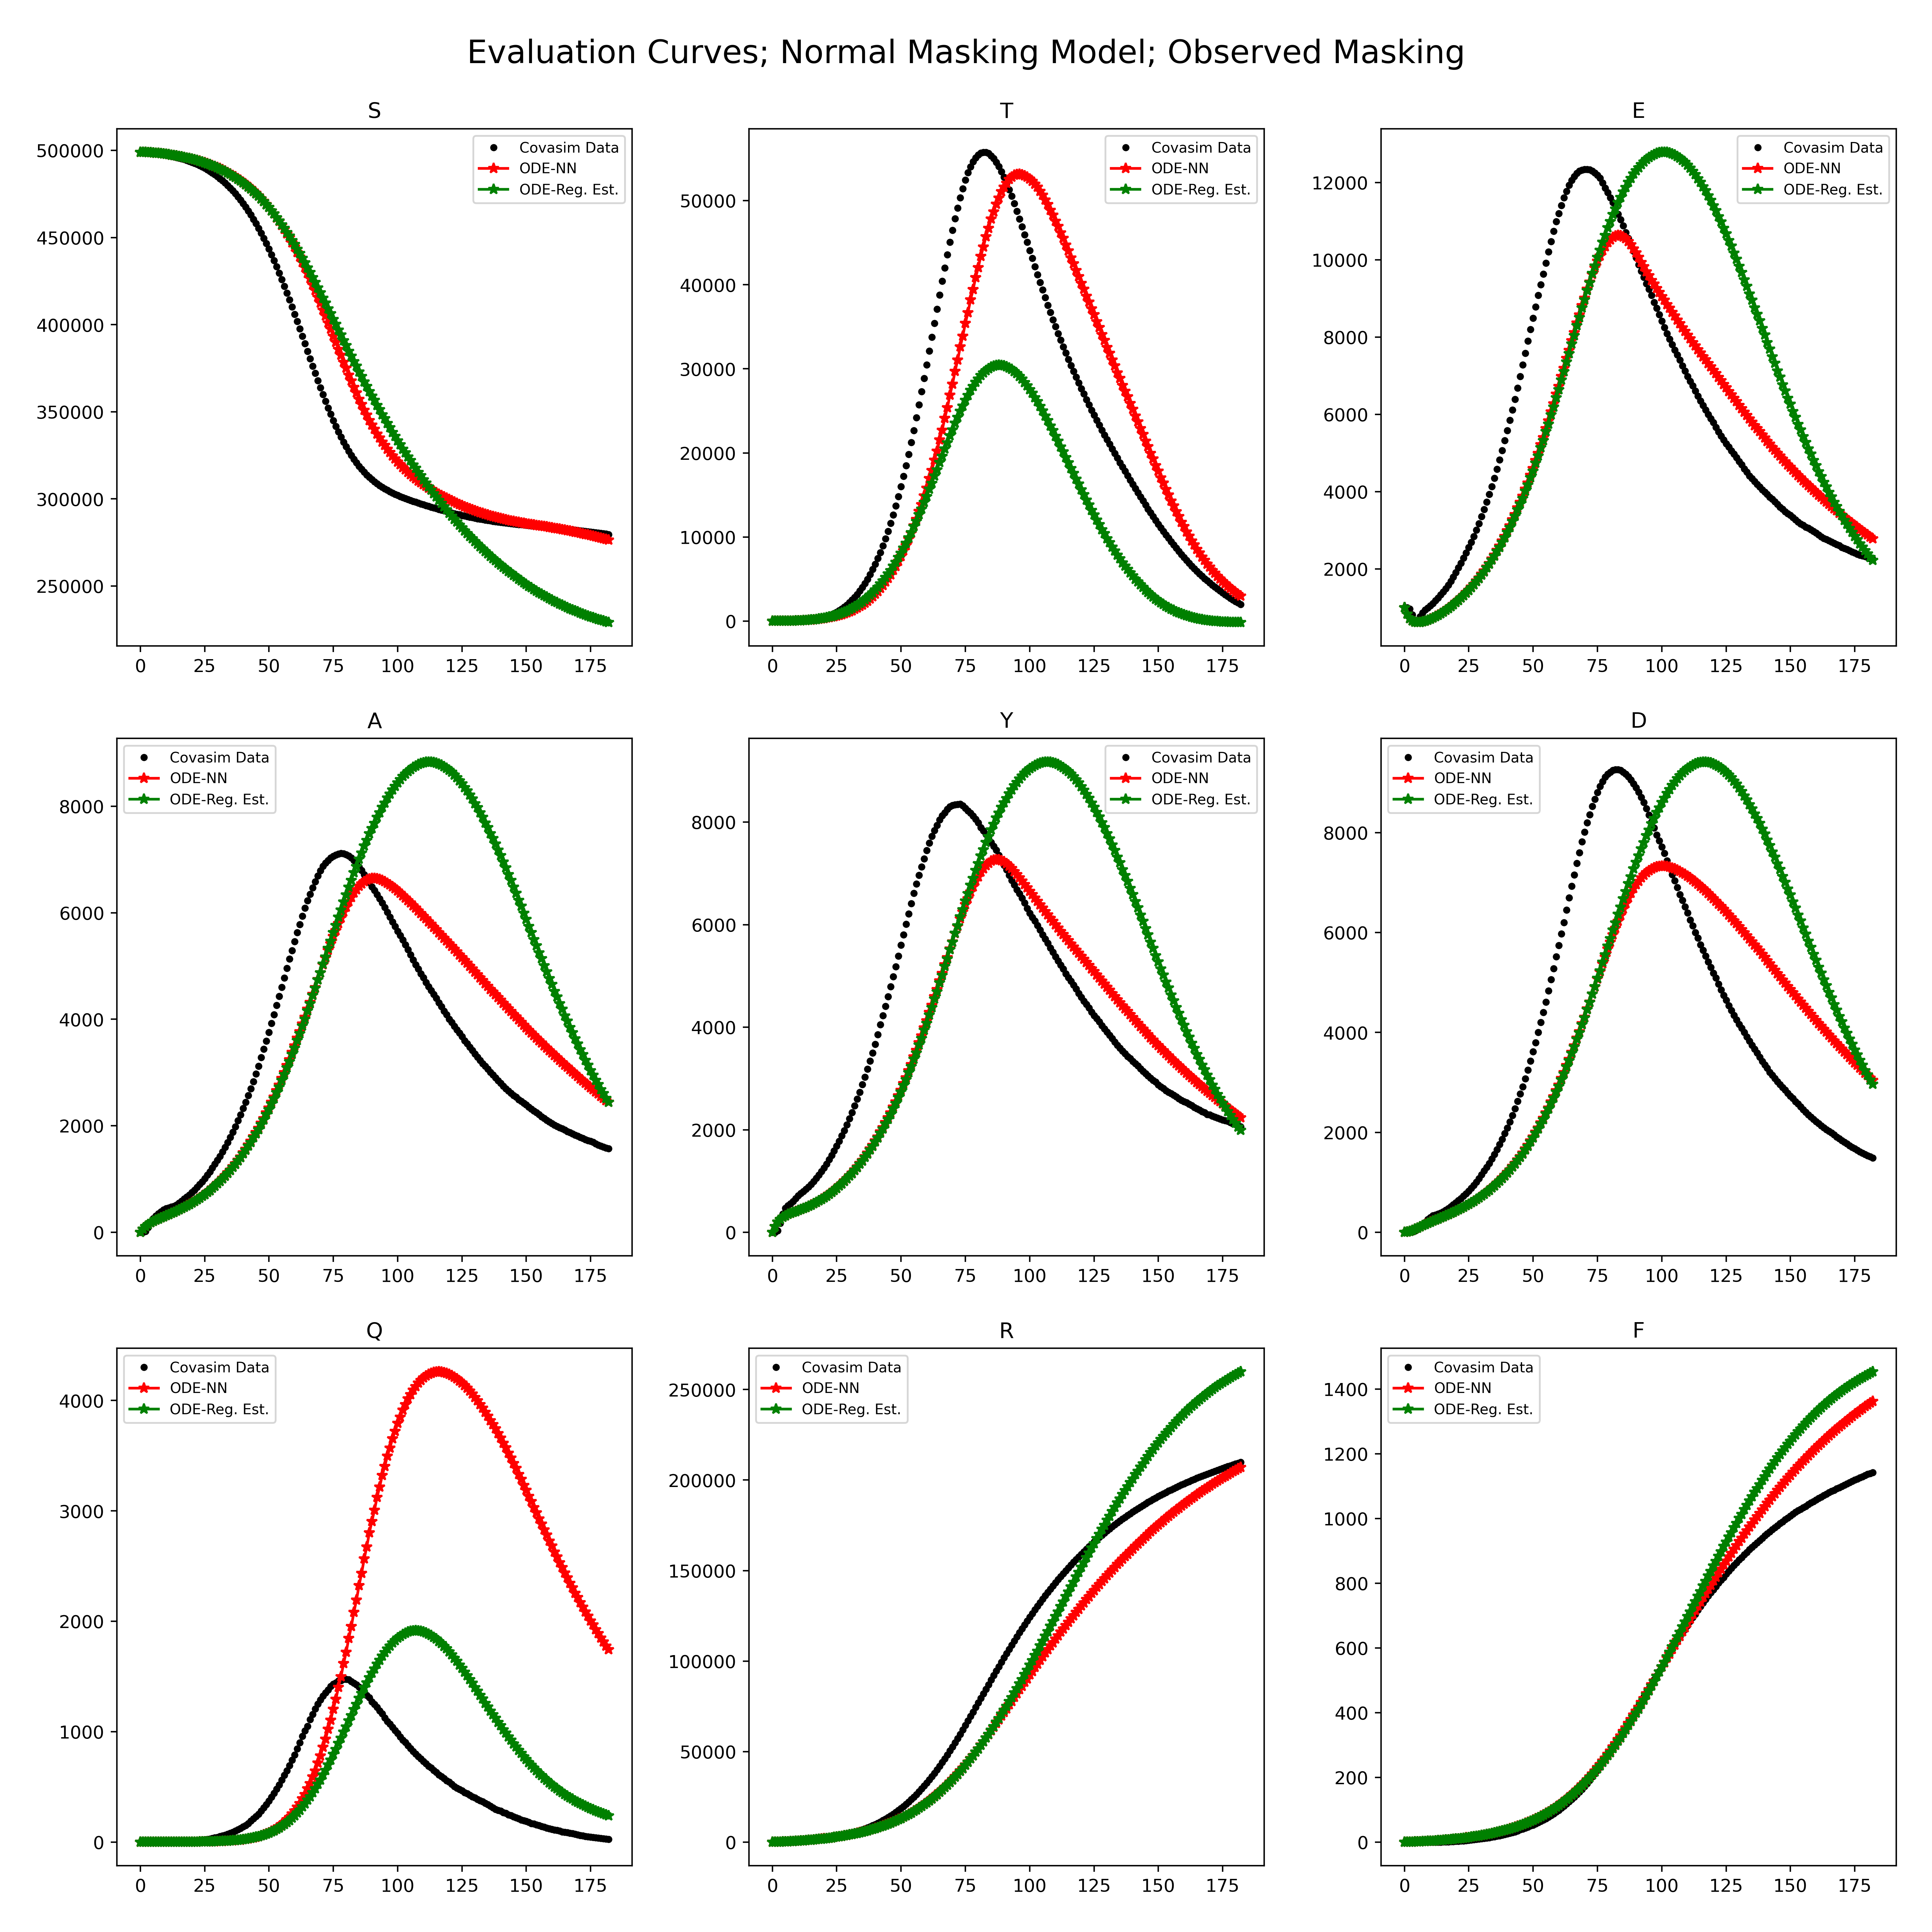 Evaluation Curves; Normal Masking Model; Observed Masking
S
Covasim Data
ODE-NN
ODE-Reg. Est.
500000
450000
400000
350000
300000
250000
0 25 50 75 100 125 150 175
T
Covasim Data
ODE-NN
ODE-Reg. Est.
50000
40000
30000
20000
10000
0
0 25 50 75 100 125 150 175
E
Covasim Data
ODE-NN
ODE-Reg. Est.
12000
10000
8000
6000
4000
2000
0 25 50 75 100 125 150 175
A
Covasim Data
ODE-NN
ODE-Reg. Est.
8000
6000
4000
2000
0
0 25 50 75 100 125 150 175
Y
Covasim Data
ODE-NN
ODE-Reg. Est.
8000
6000
4000
2000
0
0 25 50 75 100 125 150 175
D
Covasim Data
ODE-NN
ODE-Reg. Est.
8000
6000
4000
2000
0
0 25 50 75 100 125 150 175
Q
Covasim Data
ODE-NN
ODE-Reg. Est.
4000
3000
2000
1000
0
0 25 50 75 100 125 150 175
R
Covasim Data
ODE-NN
ODE-Reg. Est.
250000
200000
150000
100000
50000
0
0 25 50 75 100 125 150 175
F
Covasim Data
ODE-NN
ODE-Reg. Est.
1400
1200
1000
800
600
400
200
0
0 25 50 75 100 125 150 175